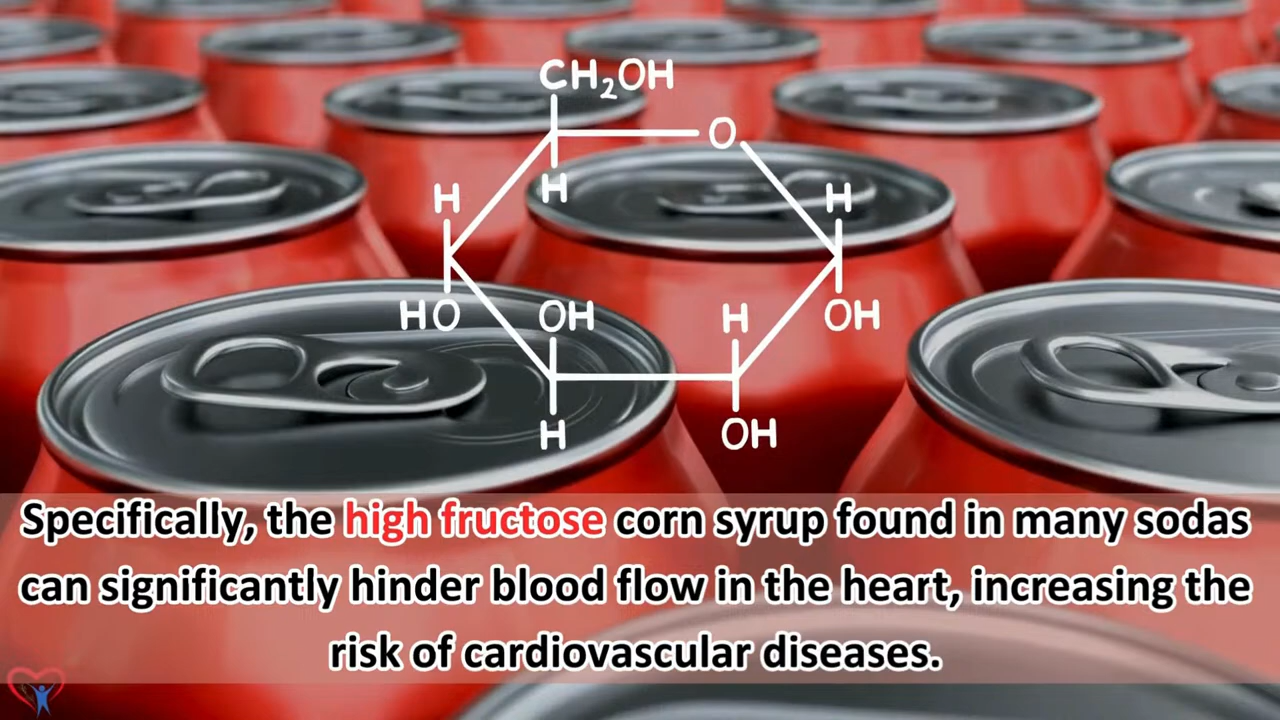 CH₂OH
O
H
H
H
HO
OH
H
OH
H
OH
Specifically, the high fructose corn syrup found in many sodas
can significantly hinder blood flow in the heart, increasing the
risk of cardiovascular diseases.